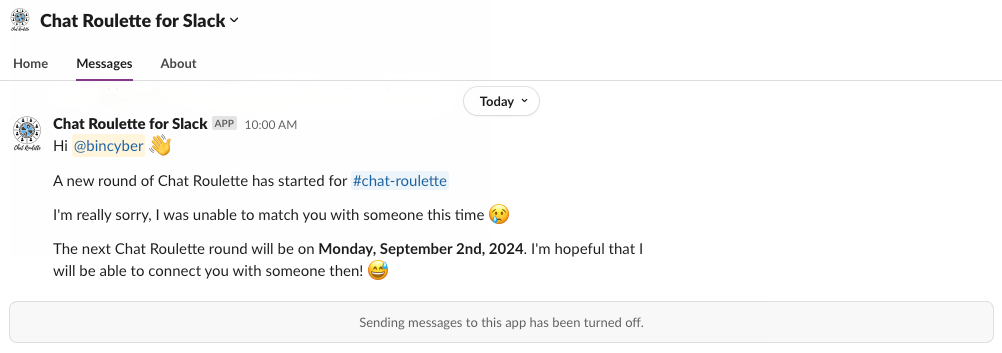 Chat Roulette for Slack
Home Messages About
Today
Chat Roulette for Slack APP 10:00 AM
Hi @bincyber 👋
A new round of Chat Roulette has started for #chat-roulette
I'm really sorry, I was unable to match you with someone this time 😢
The next Chat Roulette round will be on Monday, September 2nd, 2024. I'm hopeful that I
will be able to connect you with someone then! 😅
Chat Roulette
Sending messages to this app has been turned off.